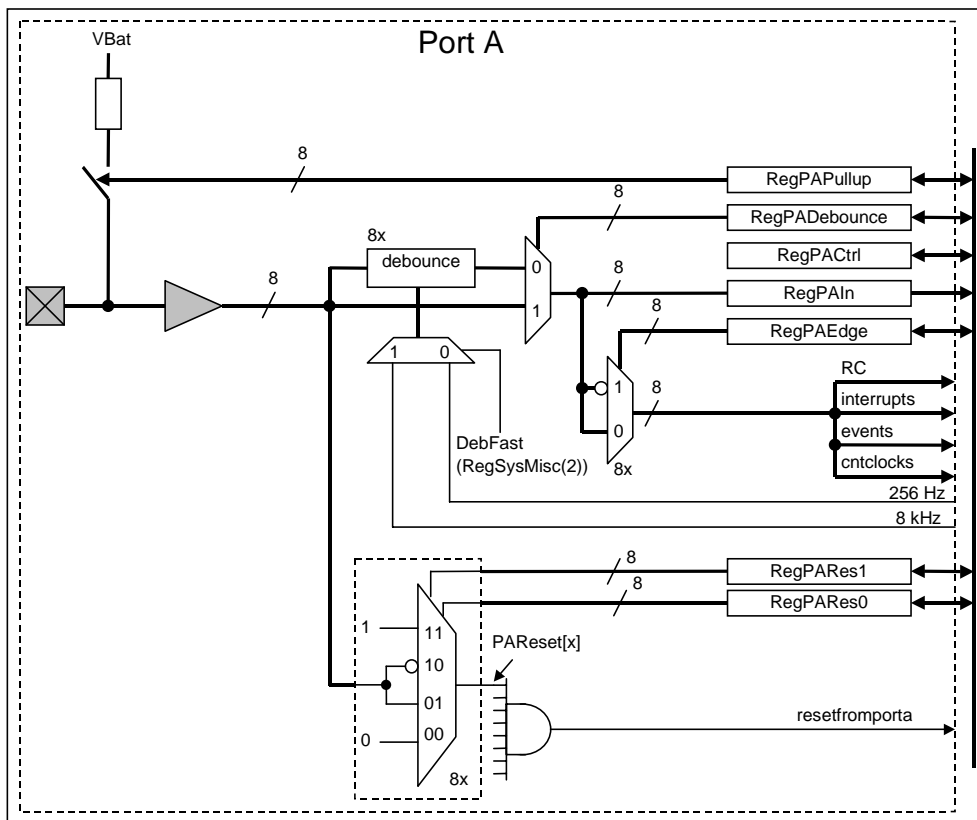 Port A
VBat
8
RegPAPullup
8
RegPADebounce
8x
debounce
0
RegPACtrl
8
1
8
RegPAIn
8
RegPAEdge
1 0
1
8
RC
interrupts
0
events
DebFast
(RegSysMisc(2))
8x
cntclocks
256 Hz
8 kHz
8
RegPARes1
8
RegPARes0
1
11
PAReset[x]
10
01
resetfromporta
0
00
8x